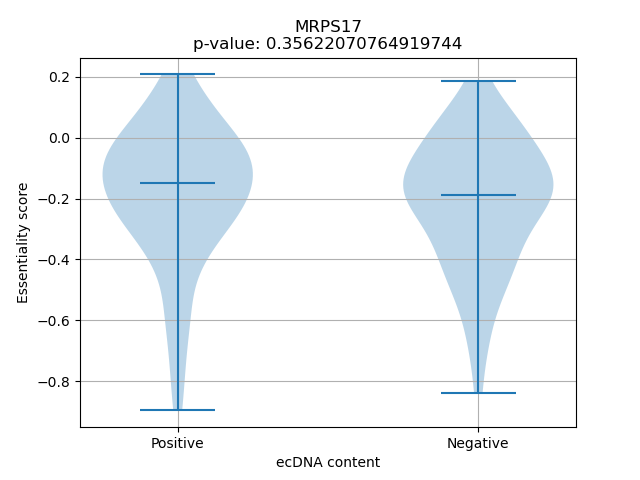 MRPS17
p-value: 0.35622070764919744
0.2
0.0
−0.2
−0.4
−0.6
−0.8
Essentiality score
Positive
Negative
ecDNA content